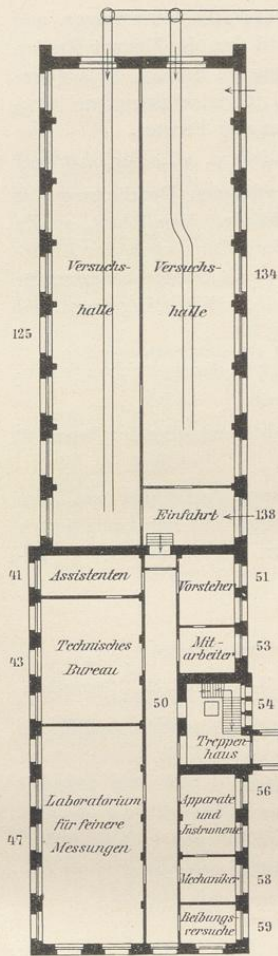 Versuchs-
halle
Versuchs-
halle
134
125
Einfahrt
138
41
Assistenten
Vorsteher
51
43
Technisches
Bureau
Mit-
arbeiter
53
50
54
Treppen
haus
47
Laboratorium
für feinere
Messungen
Apparate
und
Instrumente
56
Mechaniker
58
Reibungs-
versuche
59